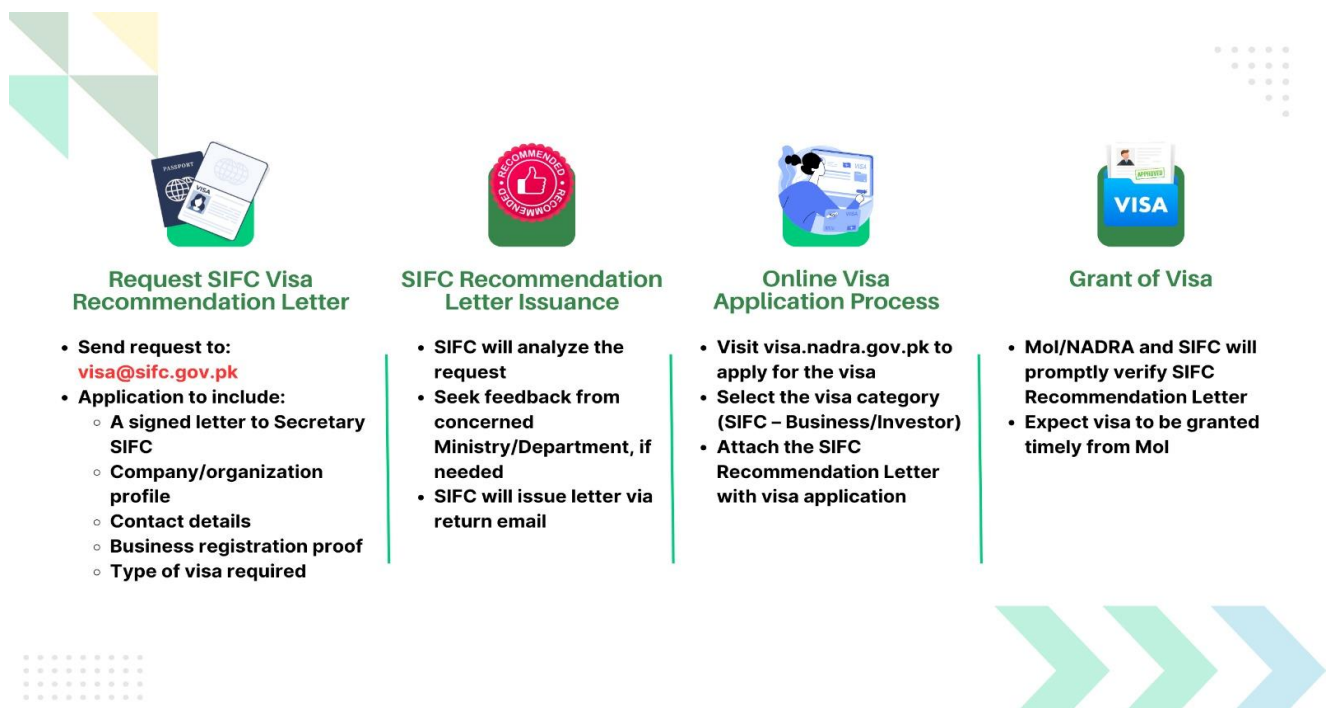 PASSPORT
VISA
RECOMMENDED
RECOMMENDED
VISA
VISA
APPROVED
VISA
Request SIFC Visa
Recommendation Letter
• Send request to:
visa@sifc.gov.pk
• Application to include:
◦ A signed letter to Secretary
SIFC
◦ Company/organization
profile
◦ Contact details
◦ Business registration proof
◦ Type of visa required
SIFC Recommendation
Letter Issuance
• SIFC will analyze the
request
• Seek feedback from
concerned
Ministry/Department, if
needed
• SIFC will issue letter via
return email
Online Visa
Application Process
• Visit visa.nadra.gov.pk to
apply for the visa
• Select the visa category
(SIFC – Business/Investor)
• Attach the SIFC
Recommendation Letter
with visa application
Grant of Visa
• MoI/NADRA and SIFC will
promptly verify SIFC
Recommendation Letter
• Expect visa to be granted
timely from MoI